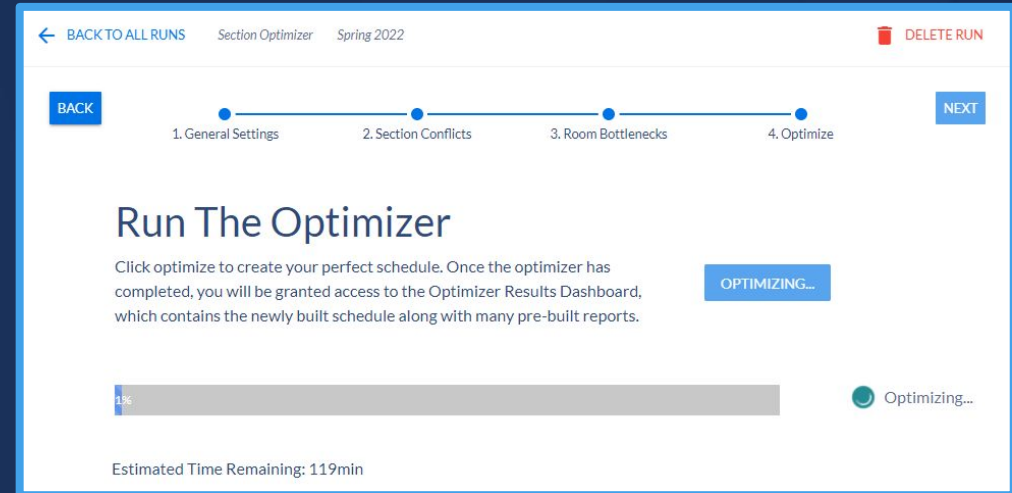 BACK TO ALL RUNS Section Optimizer Spring 2022 DELETE RUN
BACK NEXT
1. General Settings 2. Section Conflicts 3. Room Bottlenecks 4. Optimize
Run The Optimizer
Click optimize to create your perfect schedule. Once the optimizer has
completed, you will be granted access to the Optimizer Results Dashboard,
which contains the newly built schedule along with many pre-built reports.
OPTIMIZING...
1% Optimizing...
Estimated Time Remaining: 119min